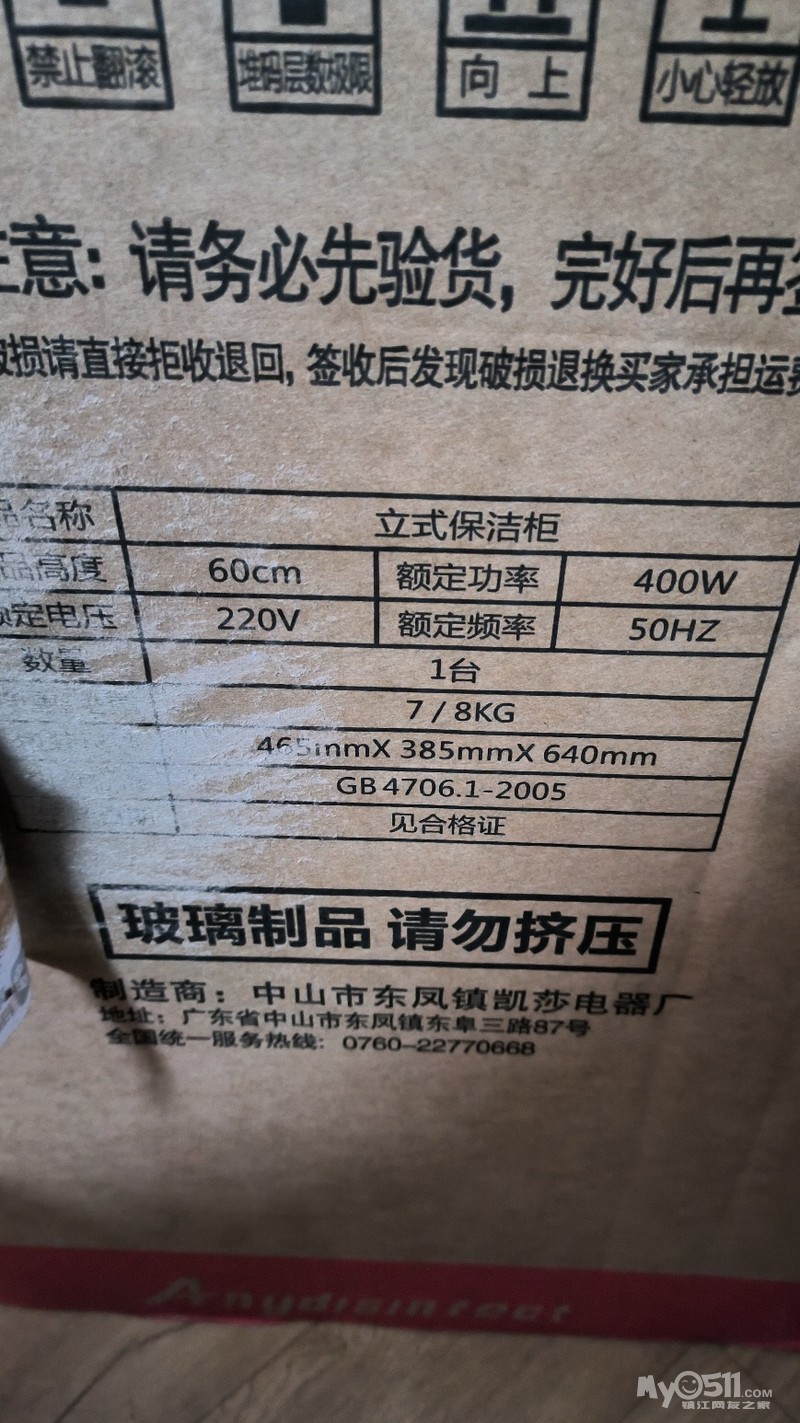 禁止翻滚 堆码层数极限 向上 小心轻放
意：请务必先验货，完好后再
损请直接拒收退回，签收后发现破损退换买家承担运费
品名称 立式保洁柜
品高度 60cm 额定功率 400W
额定电压 220V 额定频率 50HZ
数量 1台
7 / 8KG
465mmX 385mmX 640mm
GB 4706.1-2005
见合格证
玻璃制品 请勿挤压
制造商：中山市东凤镇凯莎电器厂
地址：广东省中山市东凤镇东阜三路87号
全国统一服务热线：0760-22770668
Anydisinfect
My0511.COM
镇江网友之家